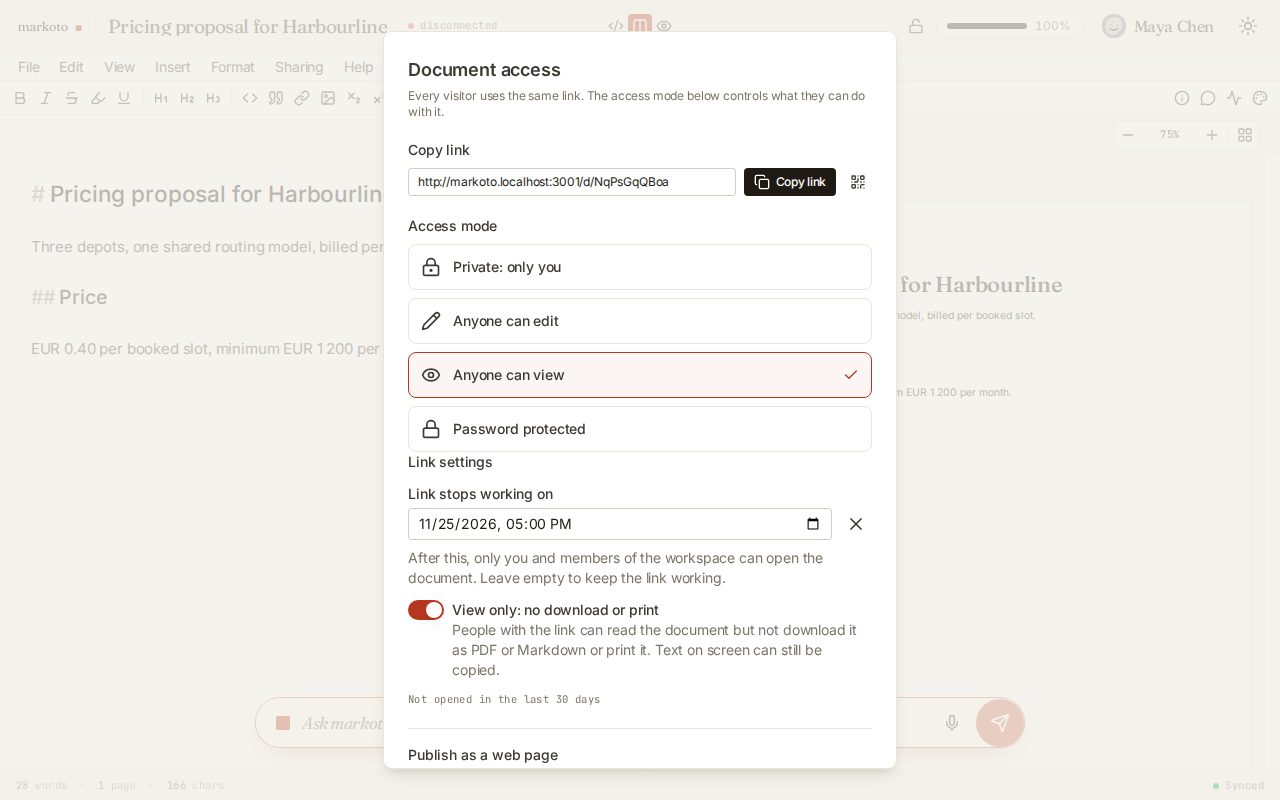 markoto
Pricing proposal for Harbourline
disconnected
100%
Maya Chen
File Edit View Insert Format Sharing Help
B I S U H1 H2 H3 x₂
75%
Document access
Every visitor uses the same link. The access mode below controls what they can do
with it.
Copy link
http://markoto.localhost:3001/d/NqPsGqQBoa
Copy link
Access mode
Private: only you
Anyone can edit
Anyone can view
Password protected
Link settings
Link stops working on
11/25/2026, 05:00 PM
After this, only you and members of the workspace can open the
document. Leave empty to keep the link working.
View only: no download or print
People with the link can read the document but not download it
as PDF or Markdown or print it. Text on screen can still be
copied.
Not opened in the last 30 days
Publish as a web page
# Pricing proposal for Harbourlin
Three depots, one shared routing model, billed per
## Price
EUR 0.40 per booked slot, minimum EUR 1 200 per
for Harbourline
model, billed per booked slot.
EUR 1 200 per month.
Ask markot
28 words · 1 page · 166 chars
Synced